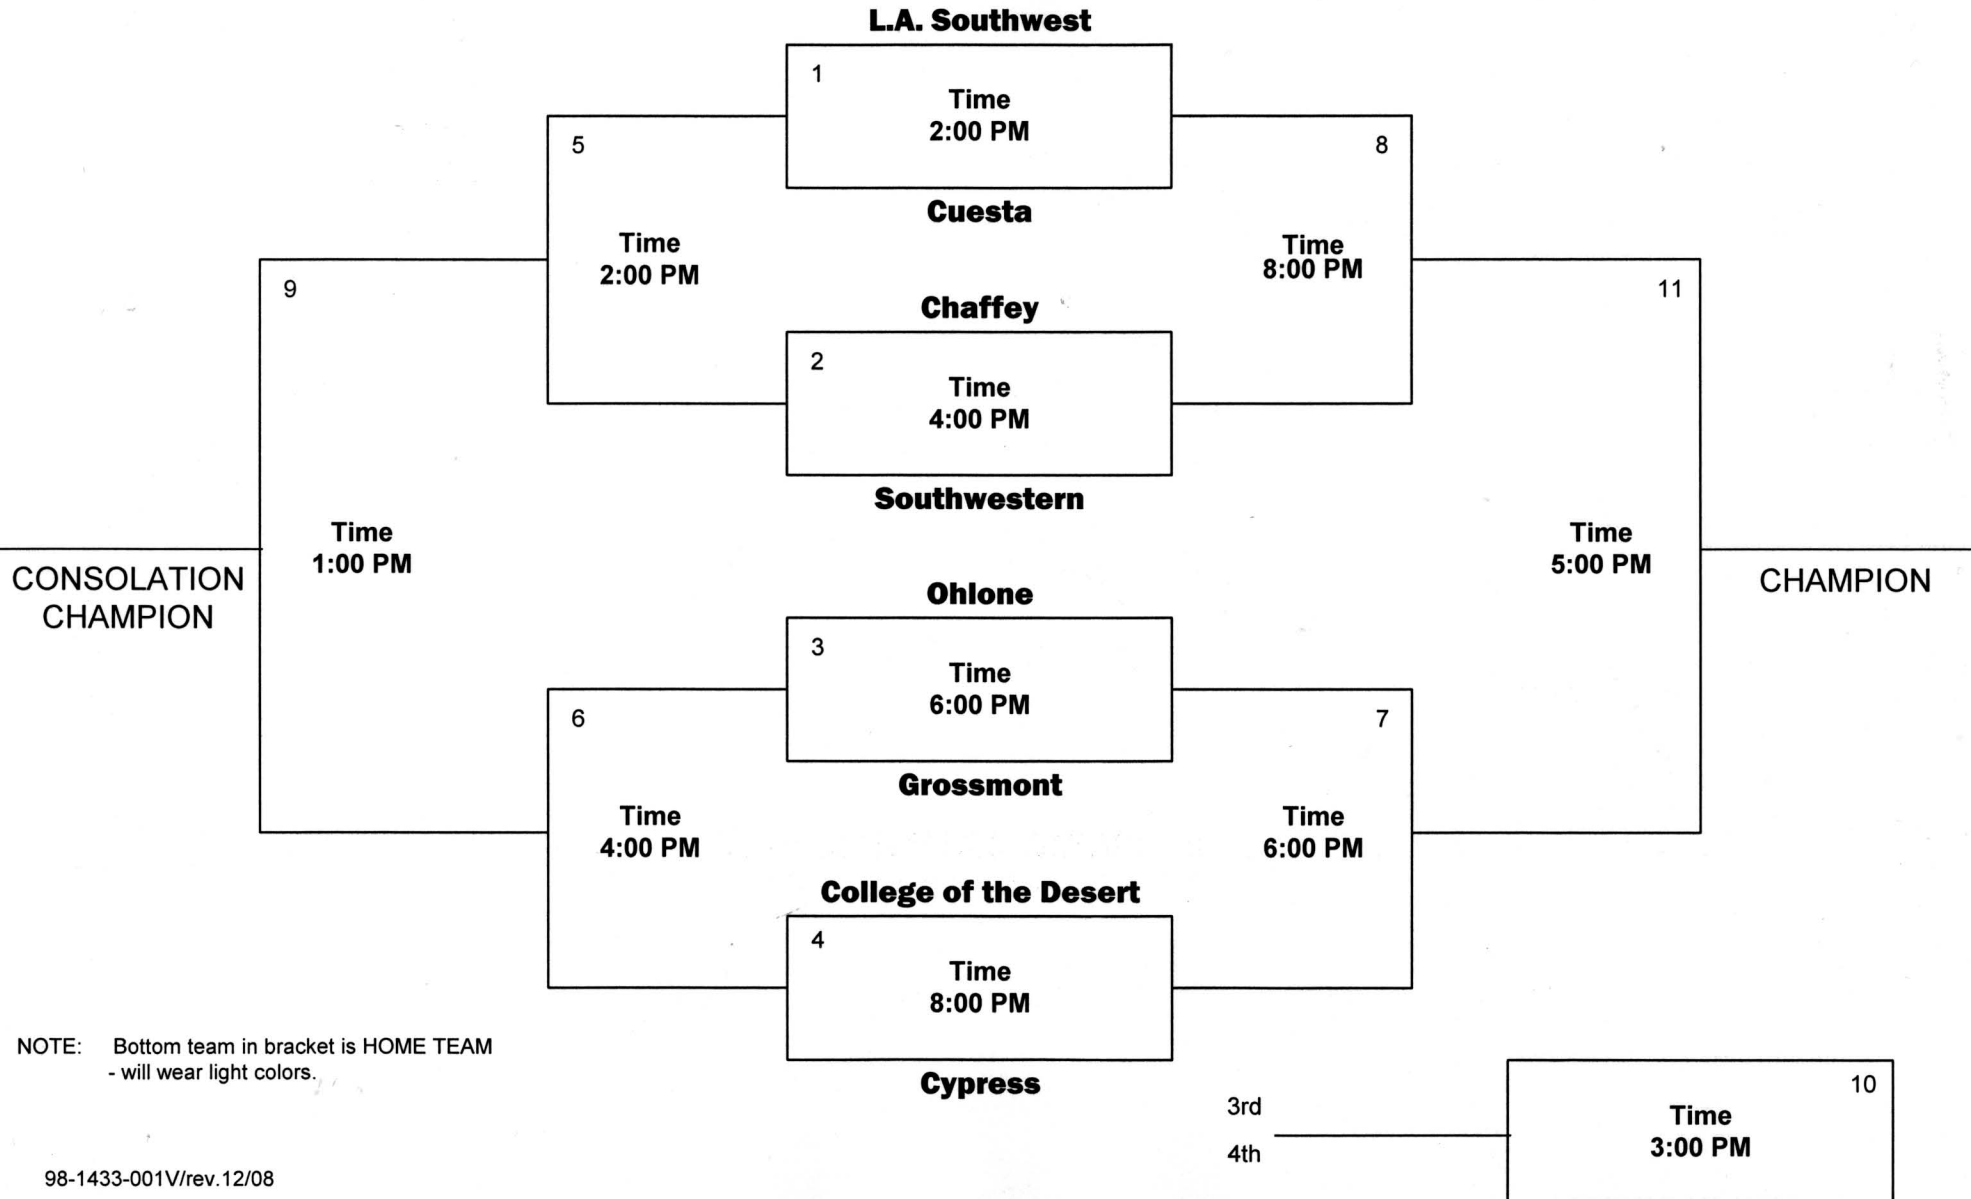 L.A. Southwest
1
Time
2:00 PM
Cuesta
5
Time
2:00 PM
8
Time
8:00 PM
Chaffey
2
Time
4:00 PM
Southwestern
9
Time
1:00 PM
CONSOLATION
CHAMPION
11
Time
5:00 PM
CHAMPION
Ohlone
3
Time
6:00 PM
Grossmont
6
Time
4:00 PM
7
Time
6:00 PM
College of the Desert
4
Time
8:00 PM
Cypress
NOTE: Bottom team in bracket is HOME TEAM
- will wear light colors.
3rd
4th
10
Time
3:00 PM
98-1433-001V/rev.12/08